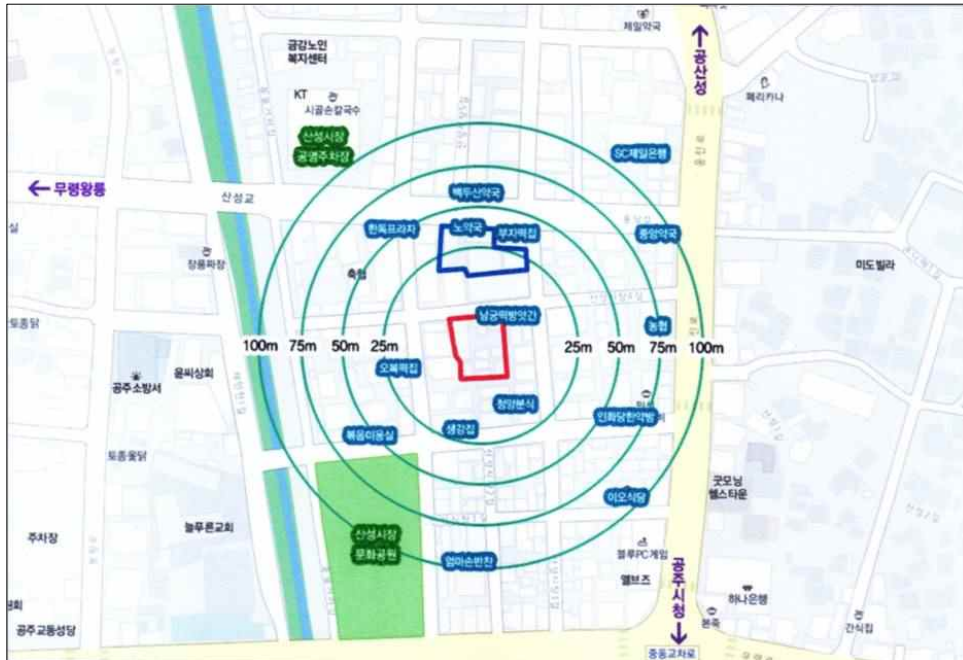 제일약국
공산성
페리카나
금강노인
복지센터
KT
시골손칼국수
산성시장
공영주차장
SC제일은행
무령왕릉
산성교
백두산약국
한독프라자
노약국
부자떡집
중앙약국
축협
장풍짜장
미도빌라
실
남궁떡방앗간
농협
토종닭
100m 75m 50m 25m
25m 50m 75m 100m
공주소방서
윤씨상회
오복떡집
청양분식
생강집
볶음미용실
인화당한약방
토종옻닭
굿모닝
헬스타운
이오식당
주차장
늘푸른교회
산성시장
문화공원
엄마손반찬
블루PC게임
엘브즈
공주시청
하나은행
본죽
간식집
공주교동성당
중동교차로